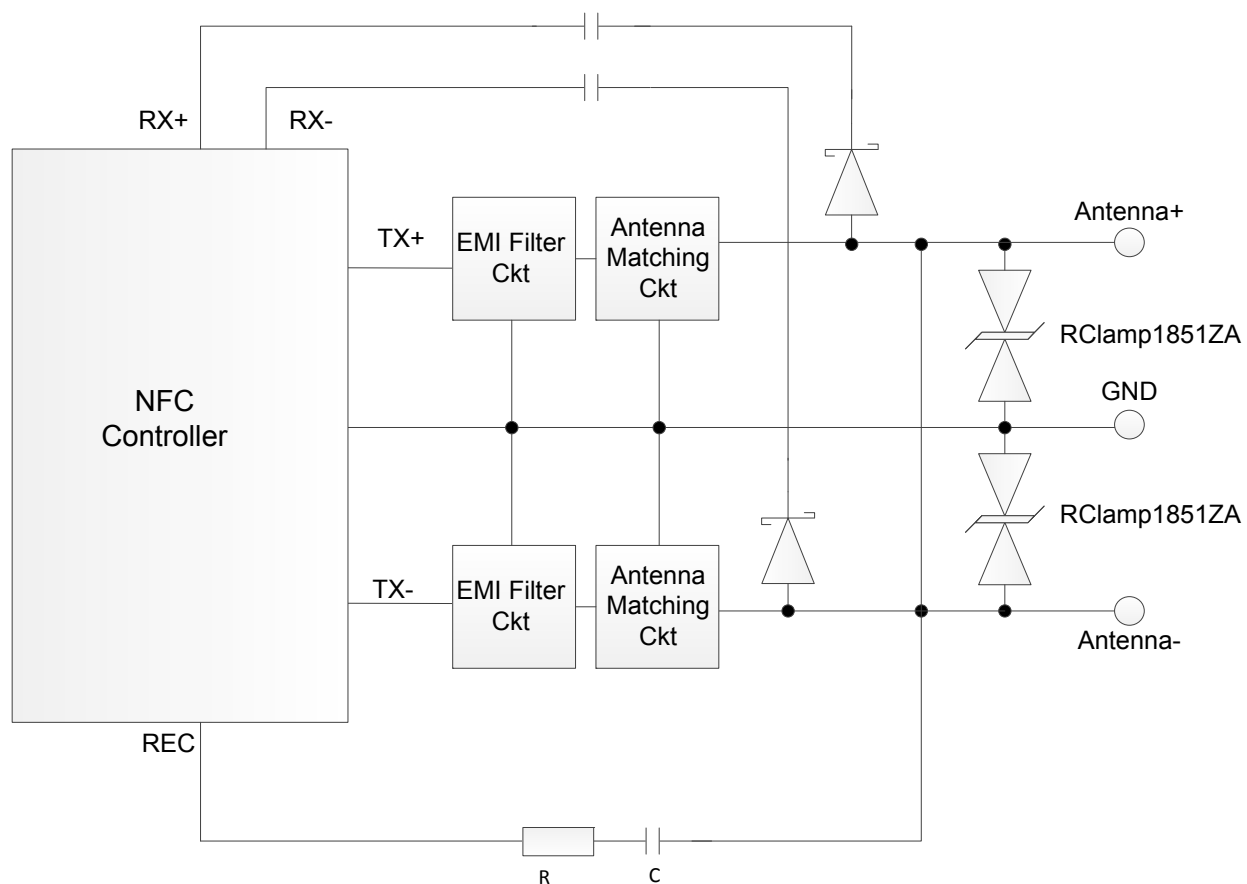 RX+
RX-
TX+
EMI Filter
Ckt
Antenna
Matching
Ckt
Antenna+
RClamp1851ZA
NFC
Controller
GND
RClamp1851ZA
TX-
EMI Filter
Ckt
Antenna
Matching
Ckt
Antenna-
REC
R
C